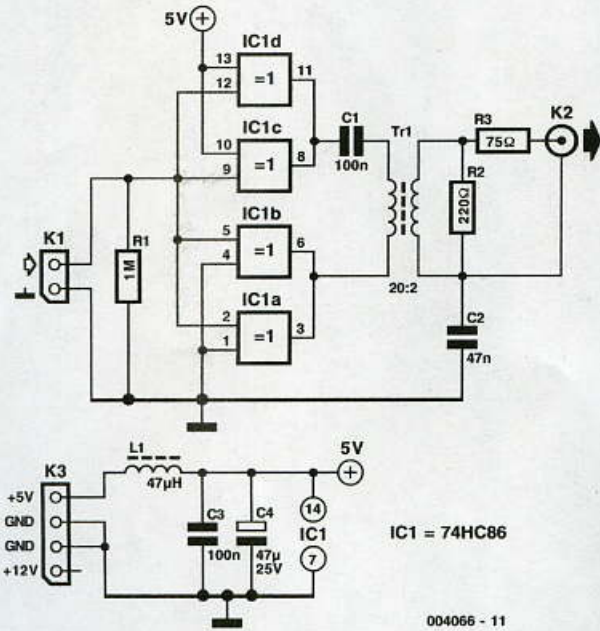 5V
IC1d
13
12
=1
11
IC1c
10
9
=1
8
C1
100n
Tr1
20:2
R3
75Ω
K2
R2
220Ω
K1
R1
1M
IC1b
5
4
=1
6
IC1a
2
1
=1
3
C2
47n
K3
+5V
GND
GND
+12V
L1
47µH
5V
C3
100n
C4
47µ
25V
14
IC1
7
IC1 = 74HC86
004066 - 11